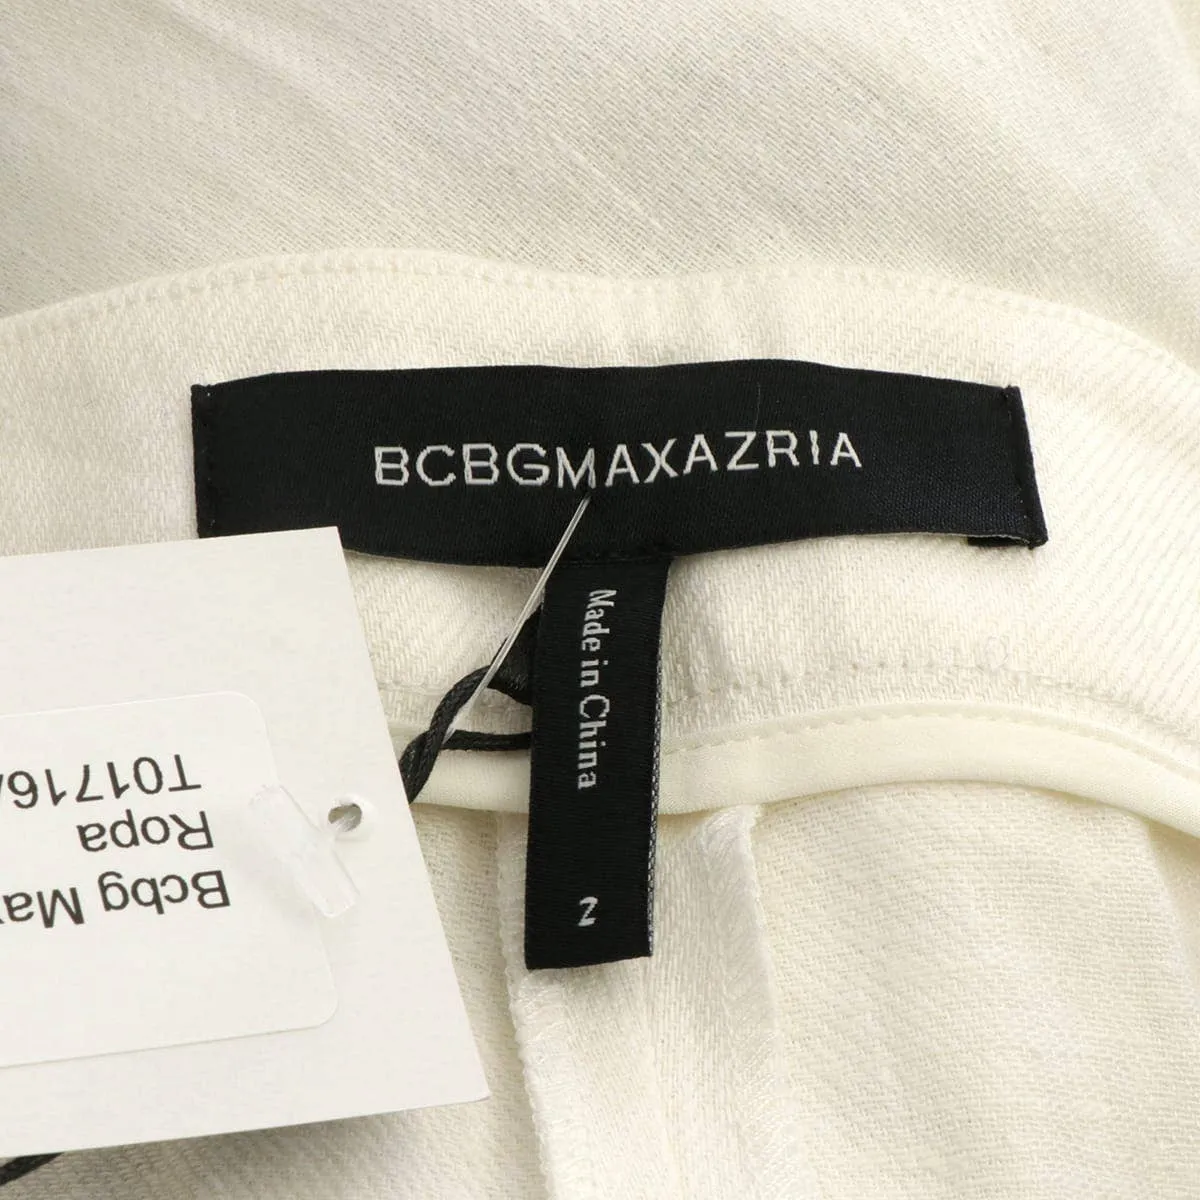 BCBGMAXAZRIA
Made in China
2
Bcbg Ma
Ropa
T01716